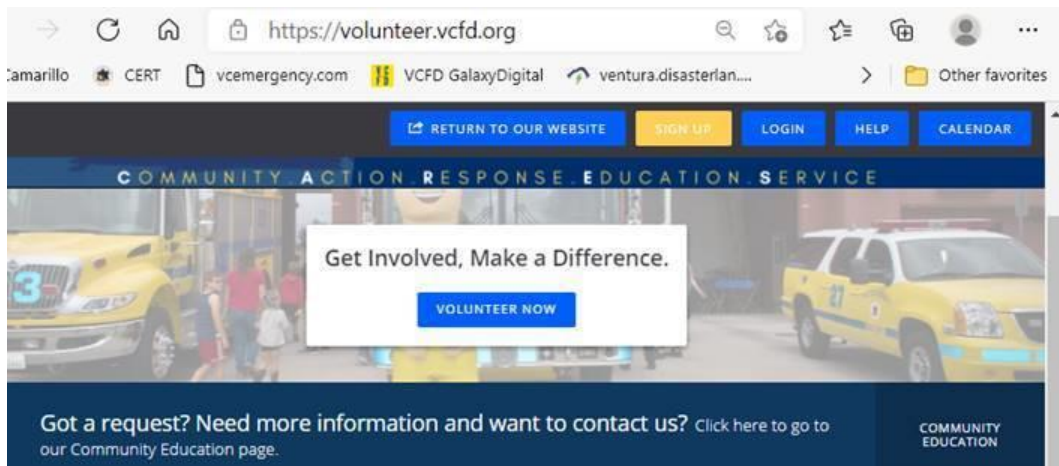 https://volunteer.vcfd.org
Camarillo CERT vcemergency.com VCFD GalaxyDigital ventura.disasterlan.... Other favorites
RETURN TO OUR WEBSITE SIGN UP LOGIN HELP CALENDAR
COMMUNITY.ACTION.RESPONSE.EDUCATION.SERVICE
Get Involved, Make a Difference.
VOLUNTEER NOW
3-
27
Got a request? Need more information and want to contact us? Click here to go to
our Community Education page.
COMMUNITY
EDUCATION